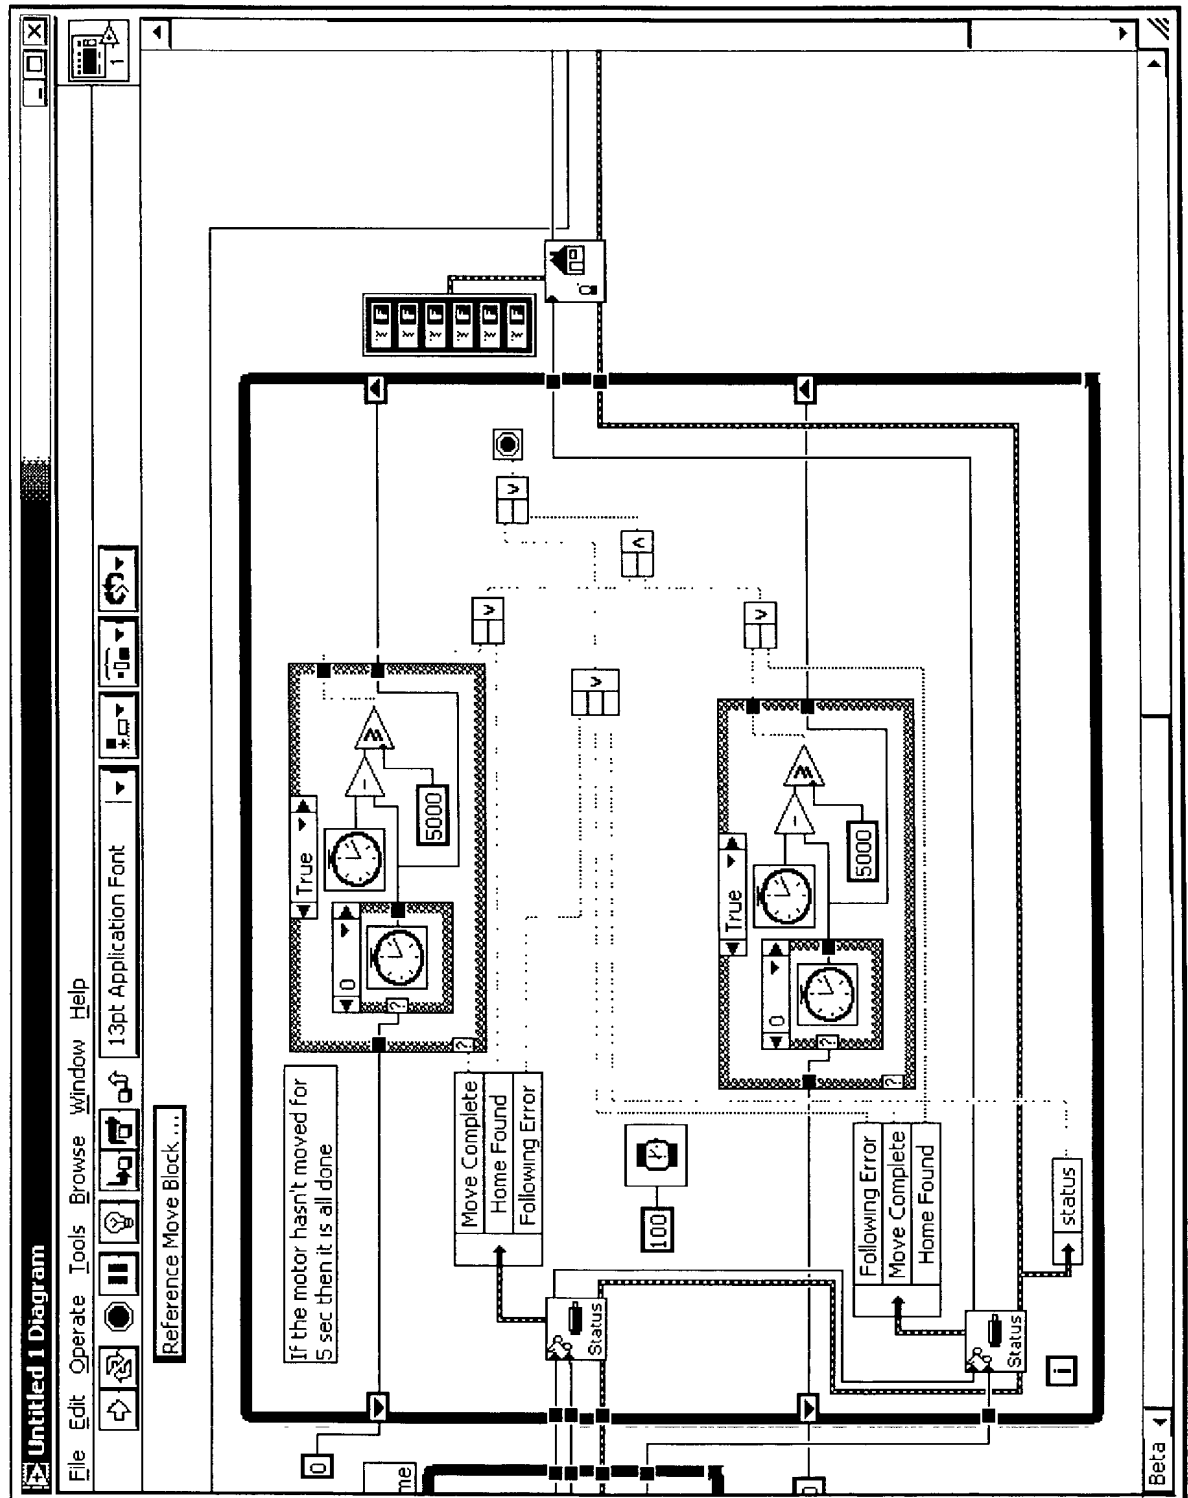 Untitled 1 Diagram
File Edit Operate Tools Browse Window Help
13pt Application Font
1
Reference Move Block ...
If the motor hasn't moved for
5 sec then it is all done
0
True
0
5000
Move Complete
Home Found
Following Error
Status
100
me
True
0
5000
Following Error
Move Complete
Home Found
Status
status
i
Beta